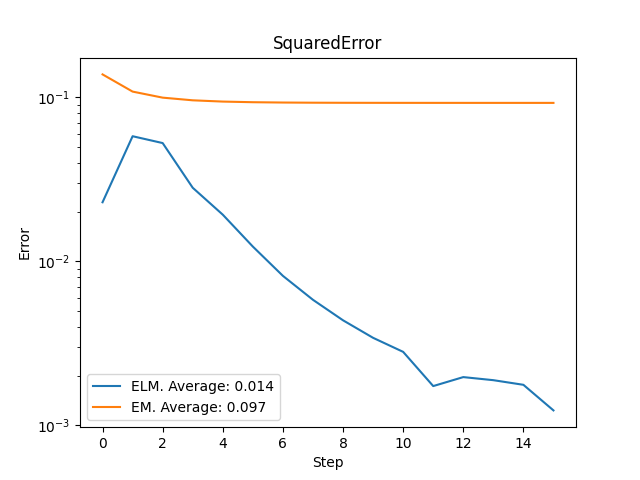 SquaredError
Error
10⁻¹
10⁻²
10⁻³
ELM. Average: 0.014
EM. Average: 0.097
0 2 4 6 8 10 12 14
Step